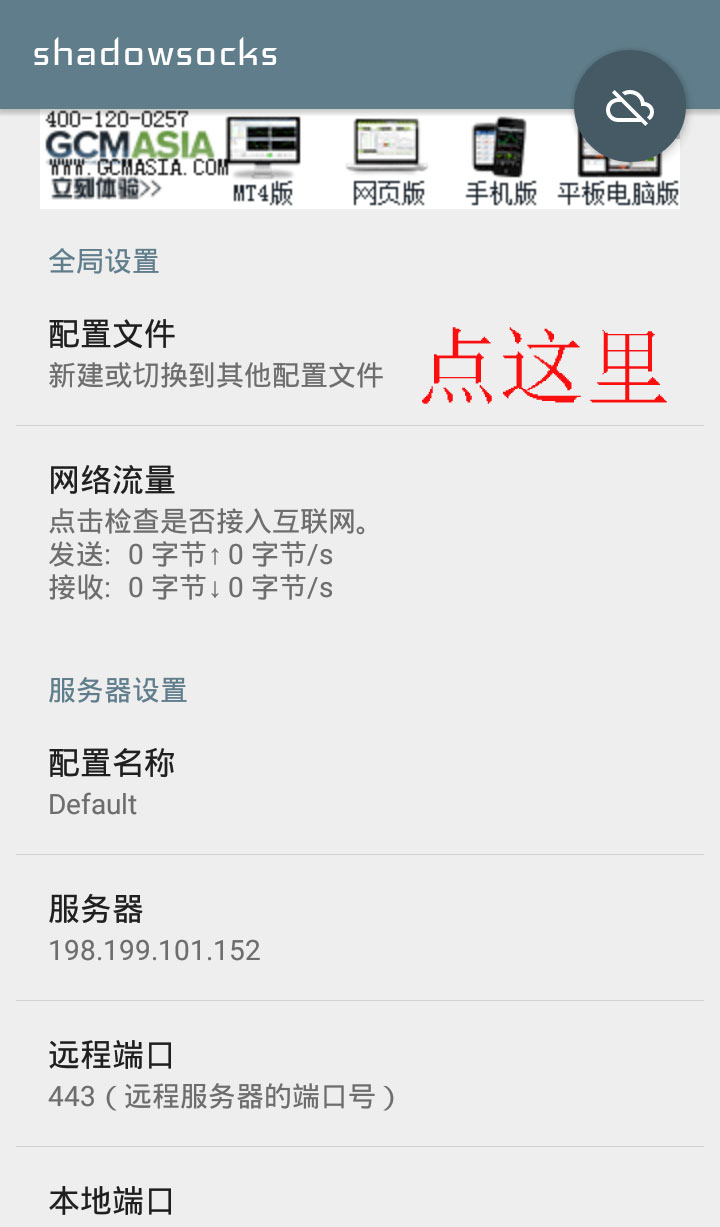 shadowsocks
400-120-0257
GCMASIA
WWW.GCMASIA.COM
立刻体验>>
MT4版
网页版
手机版
平板电脑版
全局设置
配置文件
新建或切换到其他配置文件
点这里
网络流量
点击检查是否接入互联网。
发送: 0 字节↑ 0 字节/s
接收: 0 字节↓ 0 字节/s
服务器设置
配置名称
Default
服务器
198.199.101.152
远程端口
443（远程服务器的端口号）
本地端口